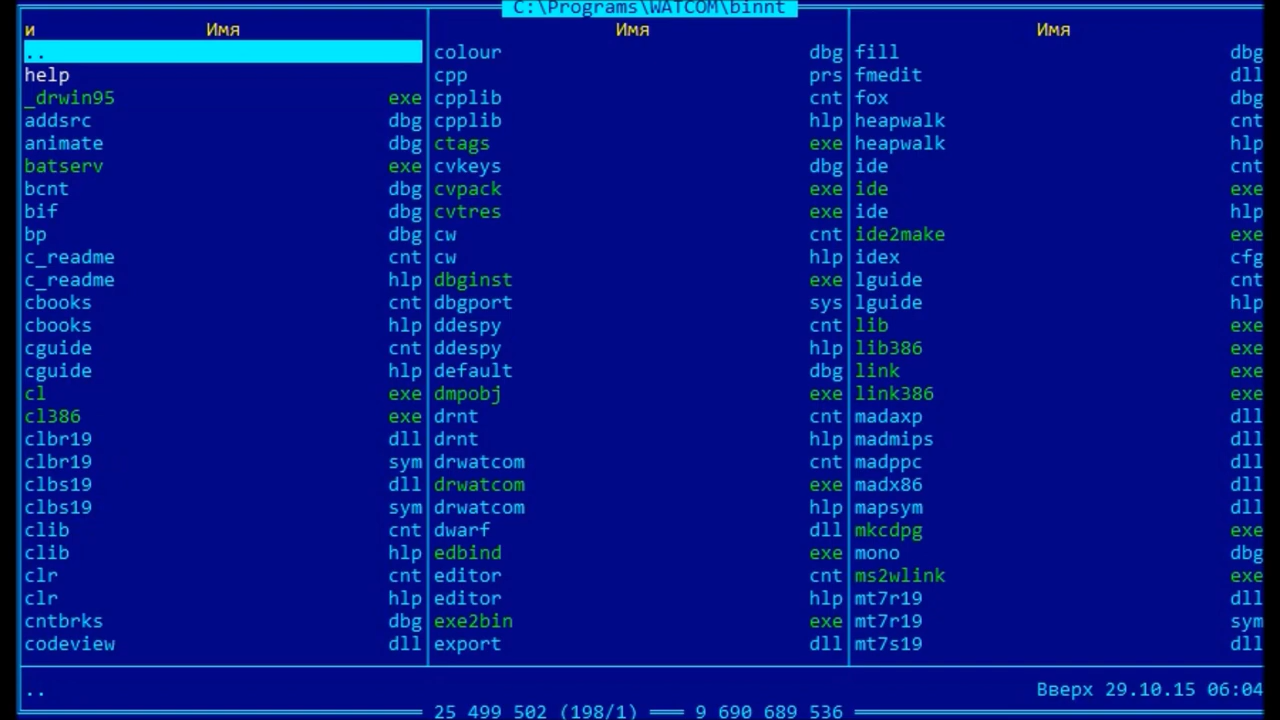 C:\Programs\WATCOM\binnt
и Имя Имя Имя
.. colour dbg fill dbg
help cpp prs fmedit dll
_drwin95 exe cpplib cnt fox dbg
addsrc dbg cpplib hlp heapwalk cnt
animate dbg ctags exe heapwalk hlp
batserv exe cvkeys dbg ide cnt
bcnt dbg cvpack exe ide exe
bif dbg cvtres exe ide hlp
bp dbg cw cnt ide2make exe
c_readme cnt cw hlp idex cfg
c_readme hlp dbginst exe lguide cnt
cbooks cnt dbgport sys lguide hlp
cbooks hlp ddespy cnt lib exe
cguide cnt ddespy hlp lib386 exe
cguide hlp default dbg link exe
cl exe dmpobj exe link386 exe
cl386 exe drnt cnt madaxp dll
clbr19 dll drnt hlp madmips dll
clbr19 sym drwatcom cnt madppc dll
clbs19 dll drwatcom exe madx86 dll
clbs19 sym drwatcom hlp mapsym dll
clib cnt dwarf dll mkcdpg exe
clib hlp edbind exe mono dbg
clr cnt editor cnt ms2wlink exe
clr hlp editor hlp mt7r19 dll
cntbrks dbg exe2bin exe mt7r19 sym
codeview dll export dll mt7s19 dll
.. Вверх 29.10.15 06:04
25 499 502 (198/1) 9 690 689 536